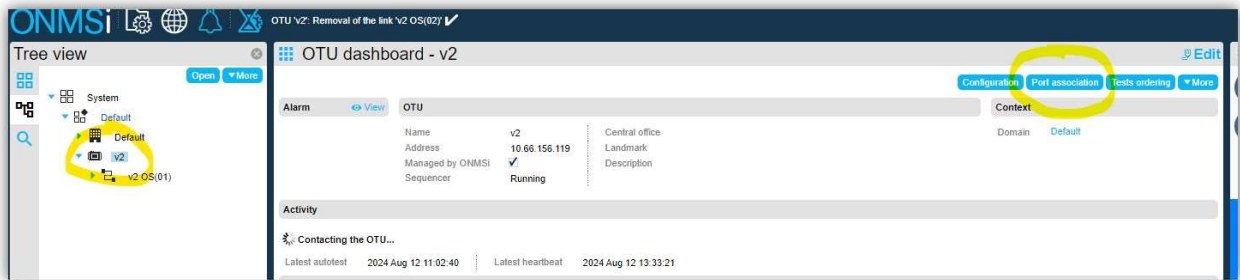 ONMSi
OTU 'v2': Removal of the link 'v2 OS(02)'
Tree view
Open More
System
Default
Default
v2
v2 OS(01)
OTU dashboard - v2
Edit
Configuration Port association Tests ordering More
Alarm View OTU Context
Name v2 Central office Domain Default
Address 10.66.156.119 Landmark
Managed by ONMSi Description
Sequencer Running
Activity
Contacting the OTU...
Latest autotest 2024 Aug 12 11:02:40 Latest heartbeat 2024 Aug 12 13:33:21